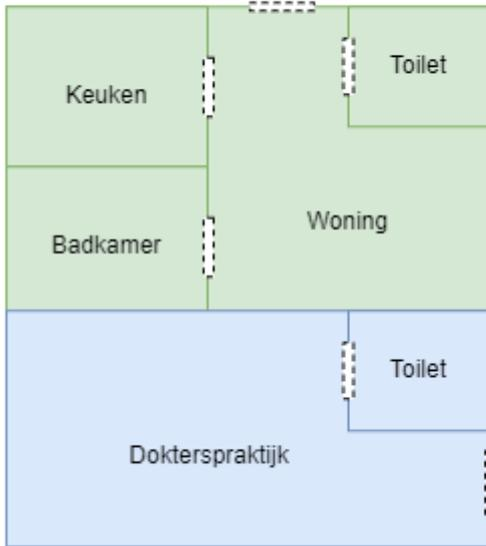 Toilet
Keuken
Woning
Badkamer
Toilet
Dokterspraktijk